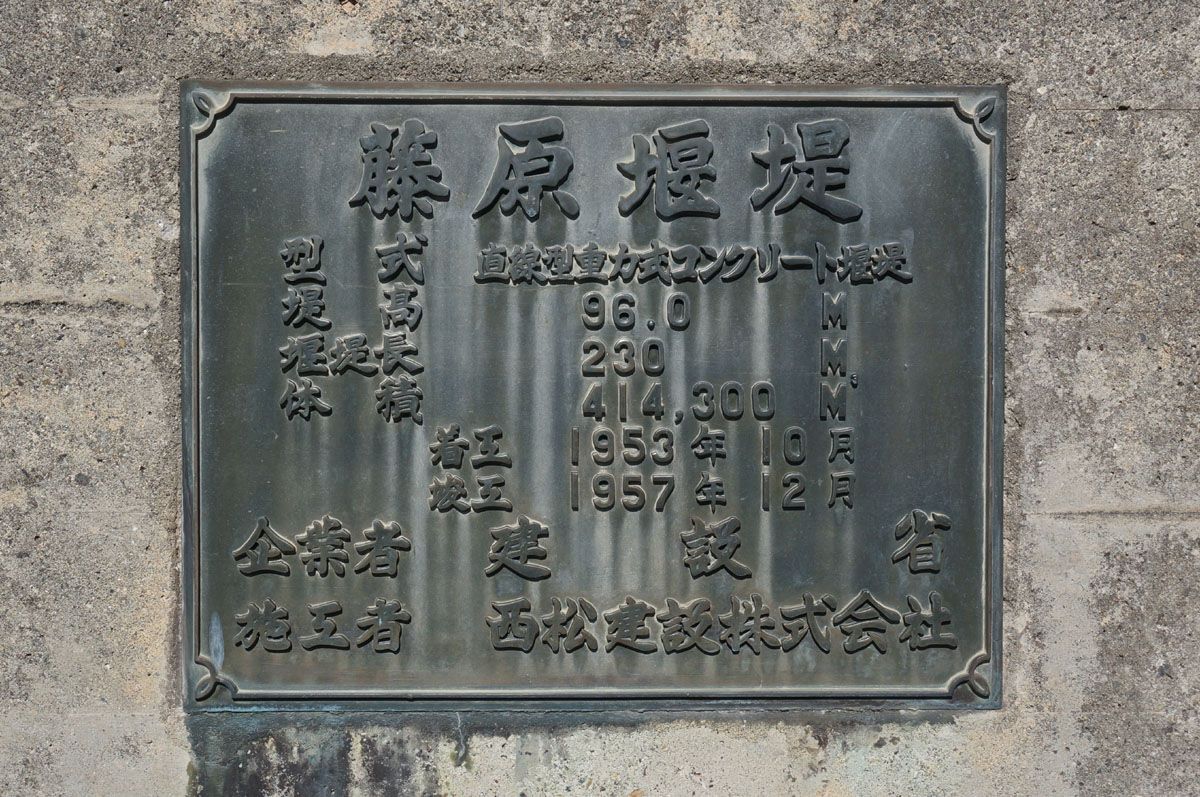 藤原堰堤
型式 直線型重力式コンクリート堰堤
堤高 96.0 M
堰堤長 230 M
体積 414,300 M³
着工 1953年10月
竣工 1957年12月
企業者 建設省
施工者 西松建設株式会社